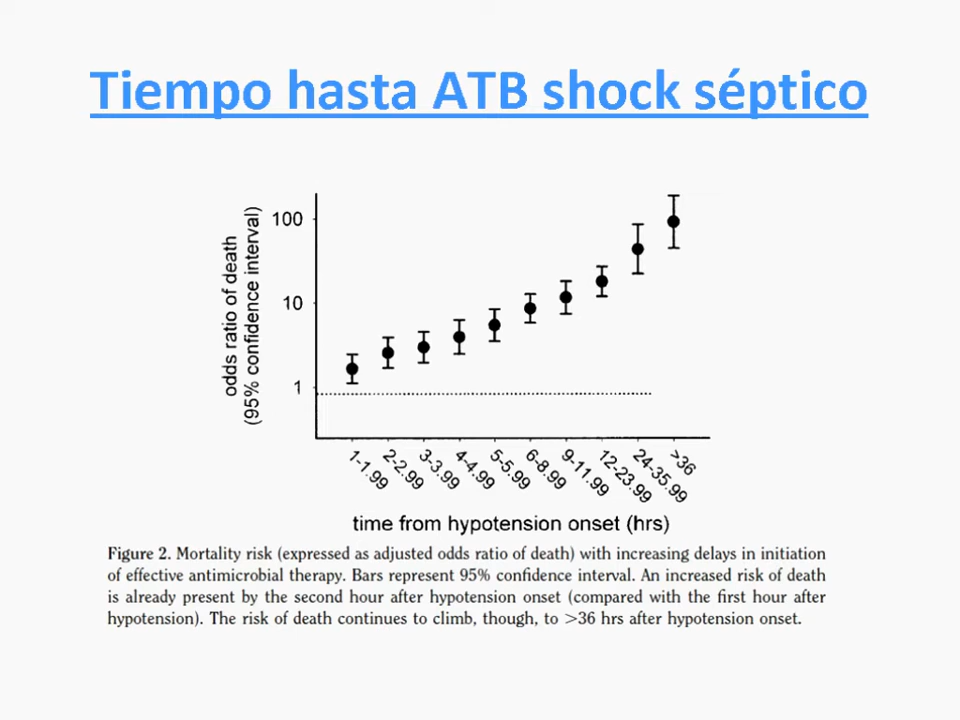 Tiempo hasta ATB shock séptico
odds ratio of death
(95% confidence interval)
100
10
1
1-1.99
2-2.99
3-3.99
4-4.99
5-5.99
6-8.99
9-11.99
12-23.99
24-35.99
>36
time from hypotension onset (hrs)
Figure 2. Mortality risk (expressed as adjusted odds ratio of death) with increasing delays in initiation
of effective antimicrobial therapy. Bars represent 95% confidence interval. An increased risk of death
is already present by the second hour after hypotension onset (compared with the first hour after
hypotension). The risk of death continues to climb, though, to >36 hrs after hypotension onset.